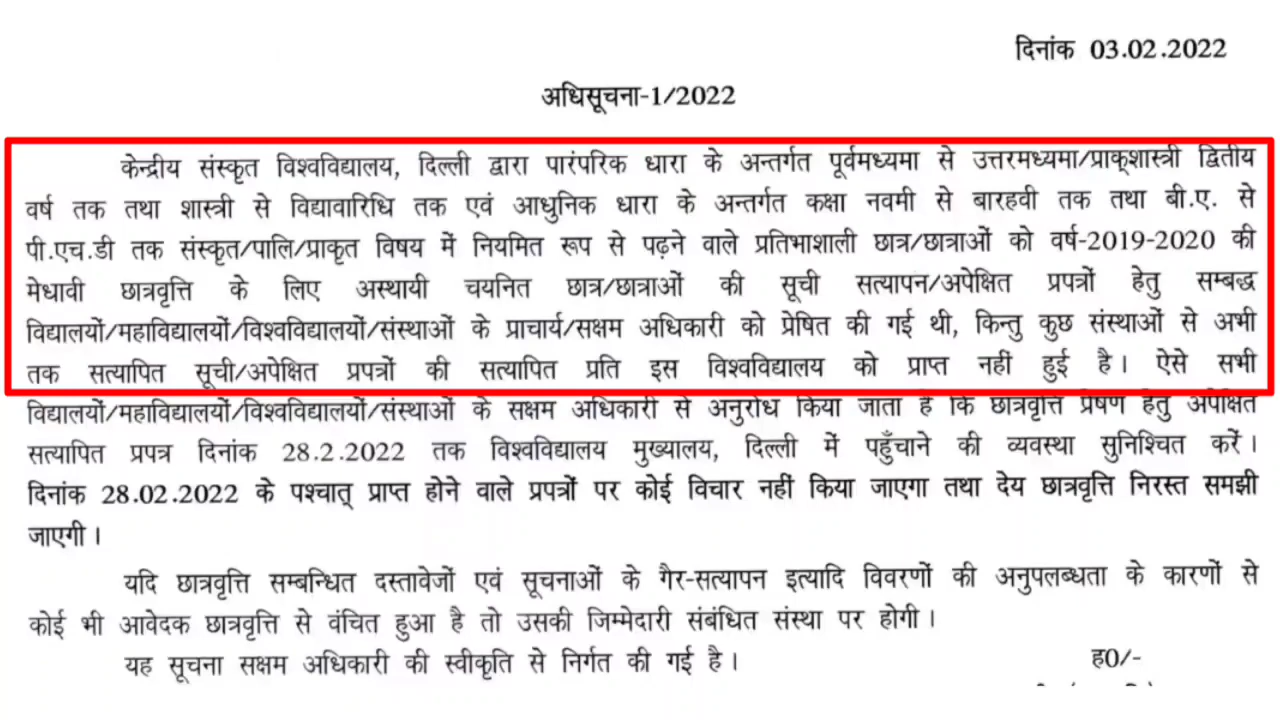 दिनांक 03.02.2022
अधिसूचना-1/2022
केन्द्रीय संस्कृत विश्वविद्यालय, दिल्ली द्वारा पारंपरिक धारा के अन्तर्गत पूर्वमध्यमा से उत्तरमध्यमा/प्राक्शास्त्री द्वितीय
वर्ष तक तथा शास्त्री से विद्यावारिधि तक एवं आधुनिक धारा के अन्तर्गत कक्षा नवमी से बारहवी तक तथा बी.ए. से
पी.एच.डी तक संस्कृत/पालि/प्राकृत विषय में नियमित रूप से पढ़ने वाले प्रतिभाशाली छात्र/छात्राओं को वर्ष-2019-2020 की
मेधावी छात्रवृत्ति के लिए अस्थायी चयनित छात्र/छात्राओं की सूची सत्यापन/अपेक्षित प्रपत्रों हेतु सम्बद्ध
विद्यालयों/महाविद्यालयों/विश्वविद्यालयों/संस्थाओं के प्राचार्य/सक्षम अधिकारी को प्रेषित की गई थी, किन्तु कुछ संस्थाओं से अभी
तक सत्यापित सूची/अपेक्षित प्रपत्रों की सत्यापित प्रति इस विश्वविद्यालय को प्राप्त नहीं हुई है। ऐसे सभी
विद्यालयों/महाविद्यालयों/विश्वविद्यालयों/संस्थाओं के सक्षम अधिकारी से अनुरोध किया जाता है कि छात्रवृत्ति प्रेषण हेतु अपेक्षित
सत्यापित प्रपत्र दिनांक 28.2.2022 तक विश्वविद्यालय मुख्यालय, दिल्ली में पहुँचाने की व्यवस्था सुनिश्चित करें।
दिनांक 28.02.2022 के पश्चात् प्राप्त होने वाले प्रपत्रों पर कोई विचार नहीं किया जाएगा तथा देय छात्रवृत्ति निरस्त समझी
जाएगी।
यदि छात्रवृत्ति सम्बन्धित दस्तावेजों एवं सूचनाओं के गैर-सत्यापन इत्यादि विवरणों की अनुपलब्धता के कारणों से
कोई भी आवेदक छात्रवृत्ति से वंचित हुआ है तो उसकी जिम्मेदारी संबंधित संस्था पर होगी।
यह सूचना सक्षम अधिकारी की स्वीकृति से निर्गत की गई है।
ह0/-